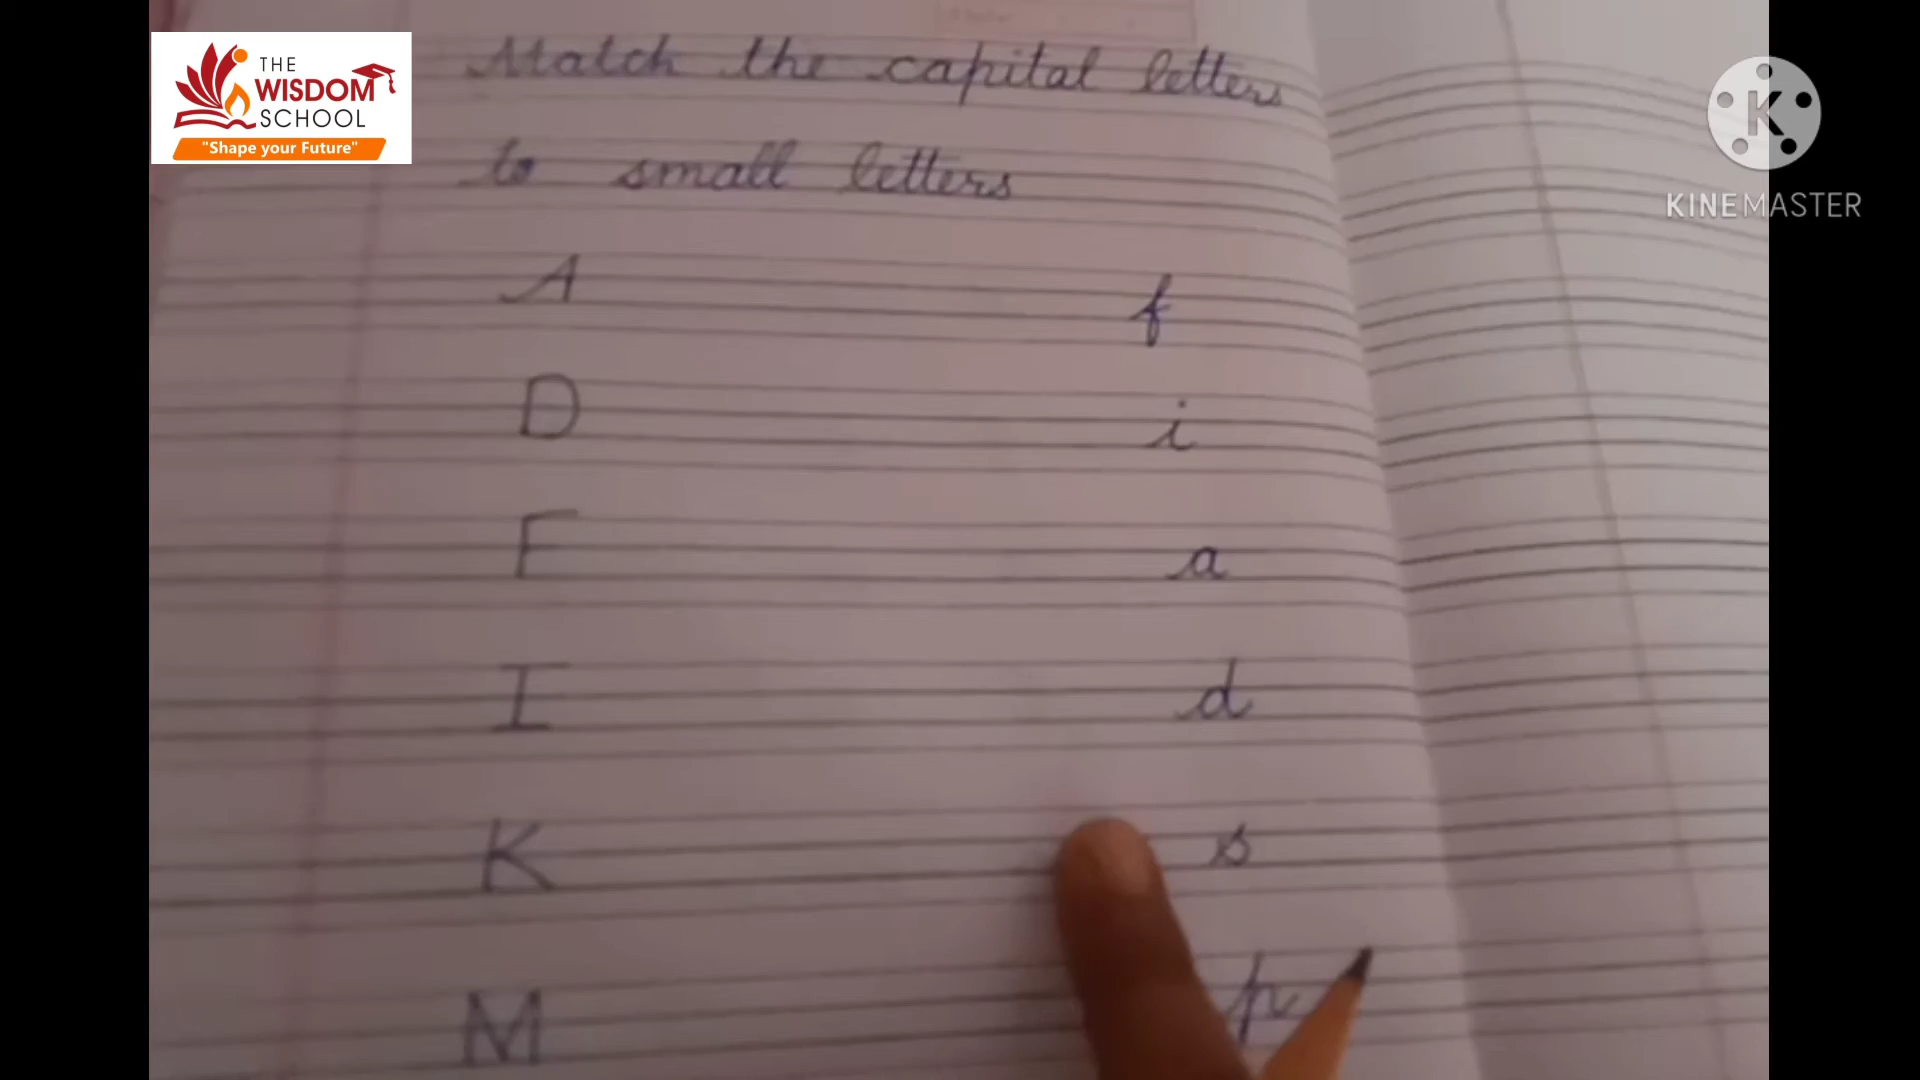 THE
WISDOM
SCHOOL
"Shape your Future"
K
KINEMASTER
Match the capital letters
to small letters
A f
D i
F a
I d
K s
M p